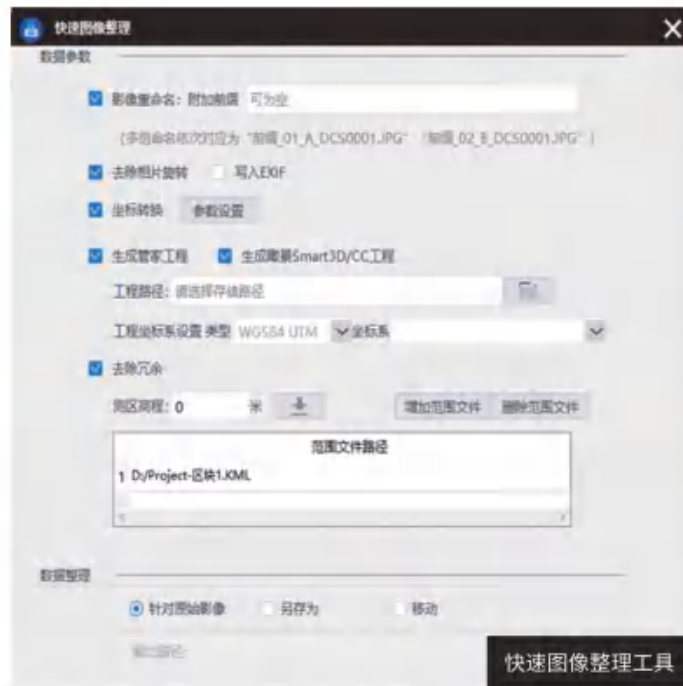 快速图像整理
数据参数
影像重命名：附加前缀 可为空
（多组命名依次对应为 "前缀_01_A_DCS0001.JPG" "前缀_02_B_DCS0001.JPG" ）
去除相片旋转 写入EXIF
坐标转换 参数设置
生成管家工程 生成瞰景Smart3D/CC工程
工程路径：请选择存储路径
工程坐标系设置 类型 WGS84 UTM 坐标系
去除冗余
测区高程：0 米 增加范围文件 删除范围文件
范围文件路径
1 D:/Project-区块1.KML
数据整理
针对原始影像 另存为 移动
输出路径
快速图像整理工具